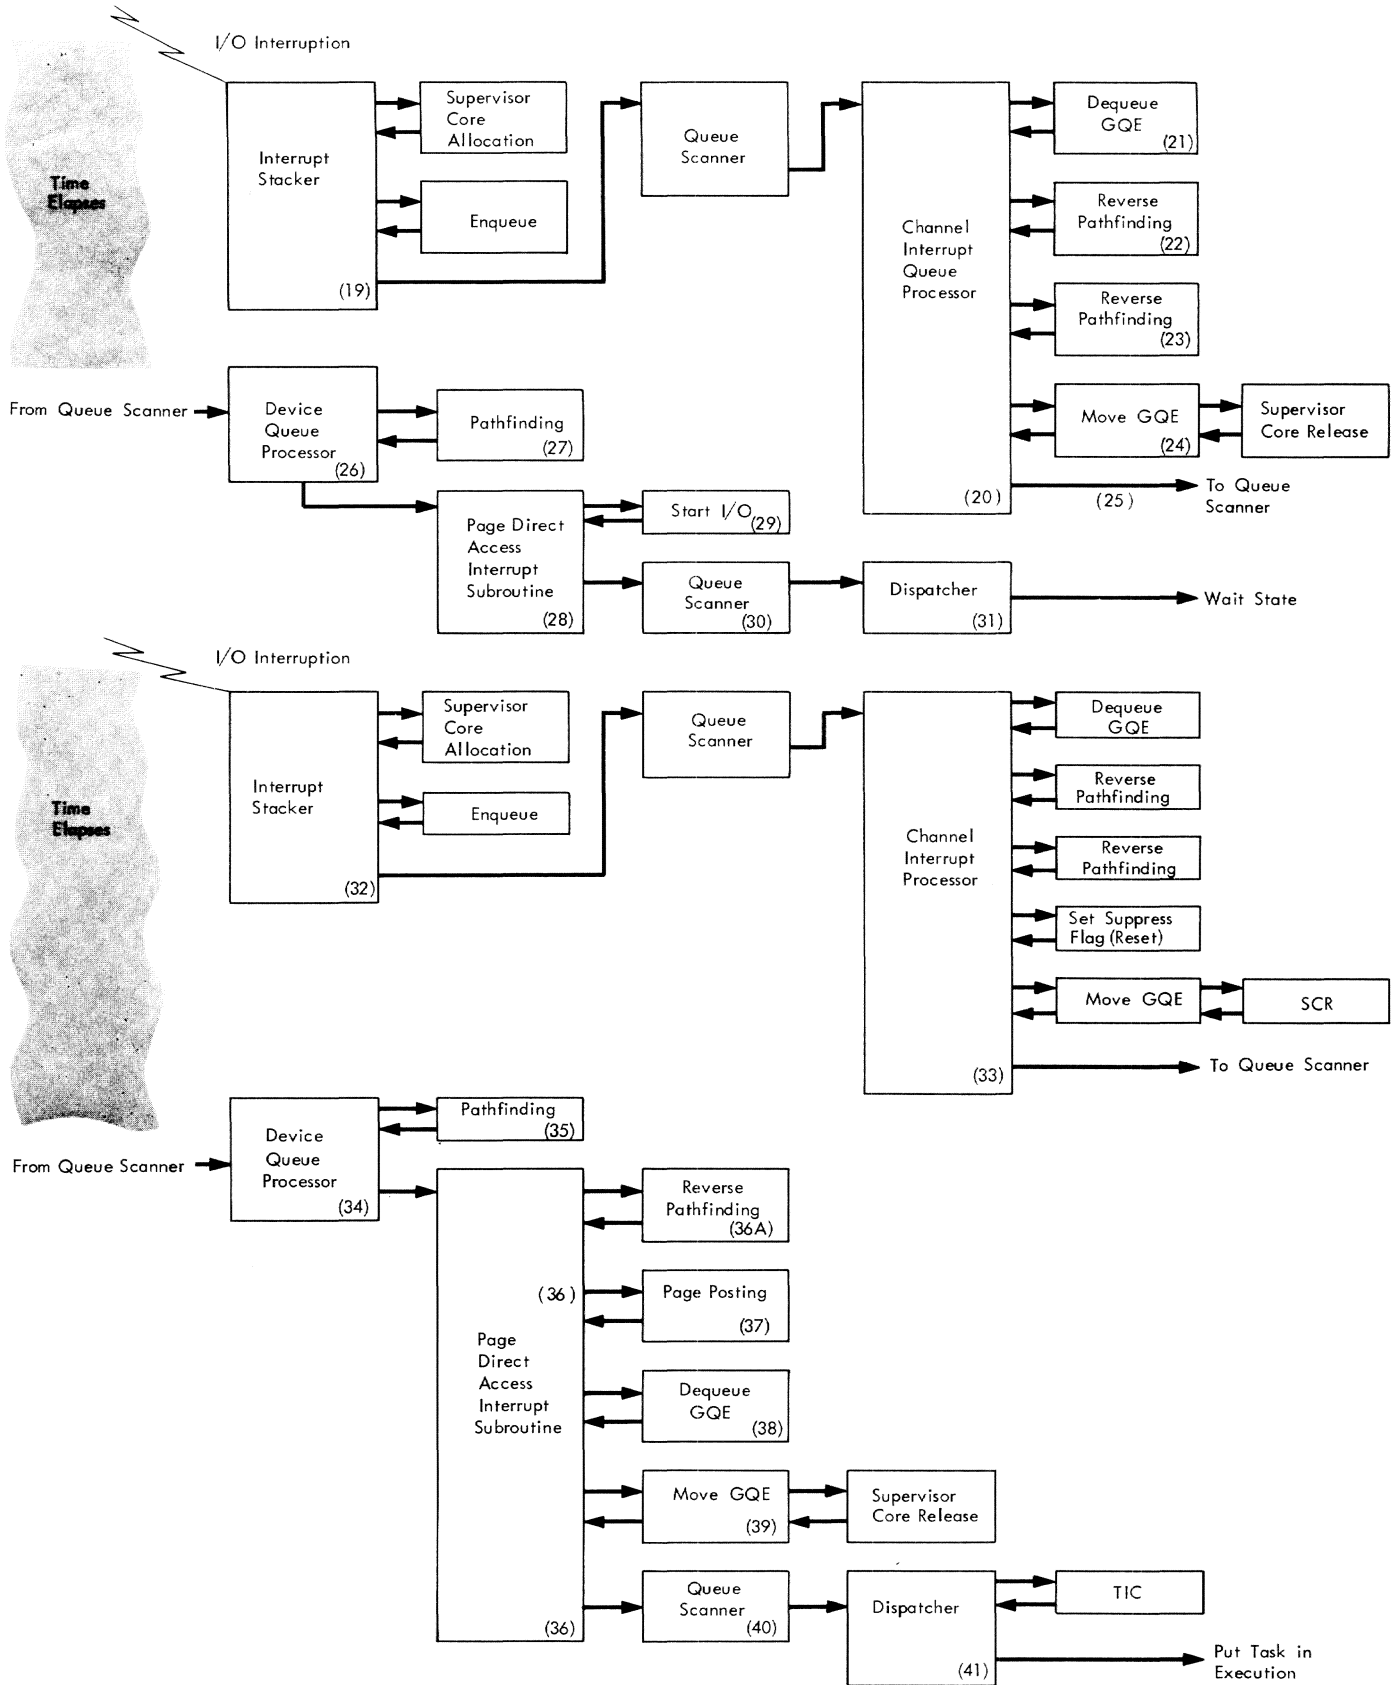 I/O Interruption
Time
Elapses
Interrupt
Stacker
(19)
Supervisor
Core
Allocation
Enqueue
Queue
Scanner
Channel
Interrupt
Queue
Processor
(20)
Dequeue
GQE
(21)
Reverse
Pathfinding
(22)
Reverse
Pathfinding
(23)
Move GQE
(24)
Supervisor
Core Release
(25)
To Queue
Scanner
From Queue Scanner
Device
Queue
Processor
(26)
Pathfinding
(27)
Page Direct
Access
Interrupt
Subroutine
(28)
Start I/O
(29)
Queue
Scanner
(30)
Dispatcher
(31)
Wait State
I/O Interruption
Time
Elapses
Interrupt
Stacker
(32)
Supervisor
Core
Allocation
Enqueue
Queue
Scanner
Channel
Interrupt
Processor
(33)
Dequeue
GQE
Reverse
Pathfinding
Reverse
Pathfinding
Set Suppress
Flag (Reset)
Move GQE
SCR
To Queue Scanner
From Queue Scanner
Device
Queue
Processor
(34)
Pathfinding
(35)
(36)
Page
Direct
Access
Interrupt
Subroutine
(36)
Reverse
Pathfinding
(36A)
Page Posting
(37)
Dequeue
GQE
(38)
Move GQE
(39)
Supervisor
Core Release
Queue
Scanner
(40)
Dispatcher
(41)
TIC
Put Task in
Execution